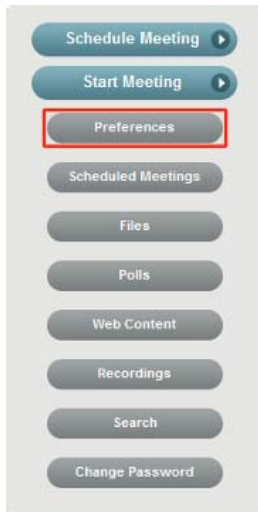 Schedule Meeting
Start Meeting
Preferences
Scheduled Meetings
Files
Polls
Web Content
Recordings
Search
Change Password